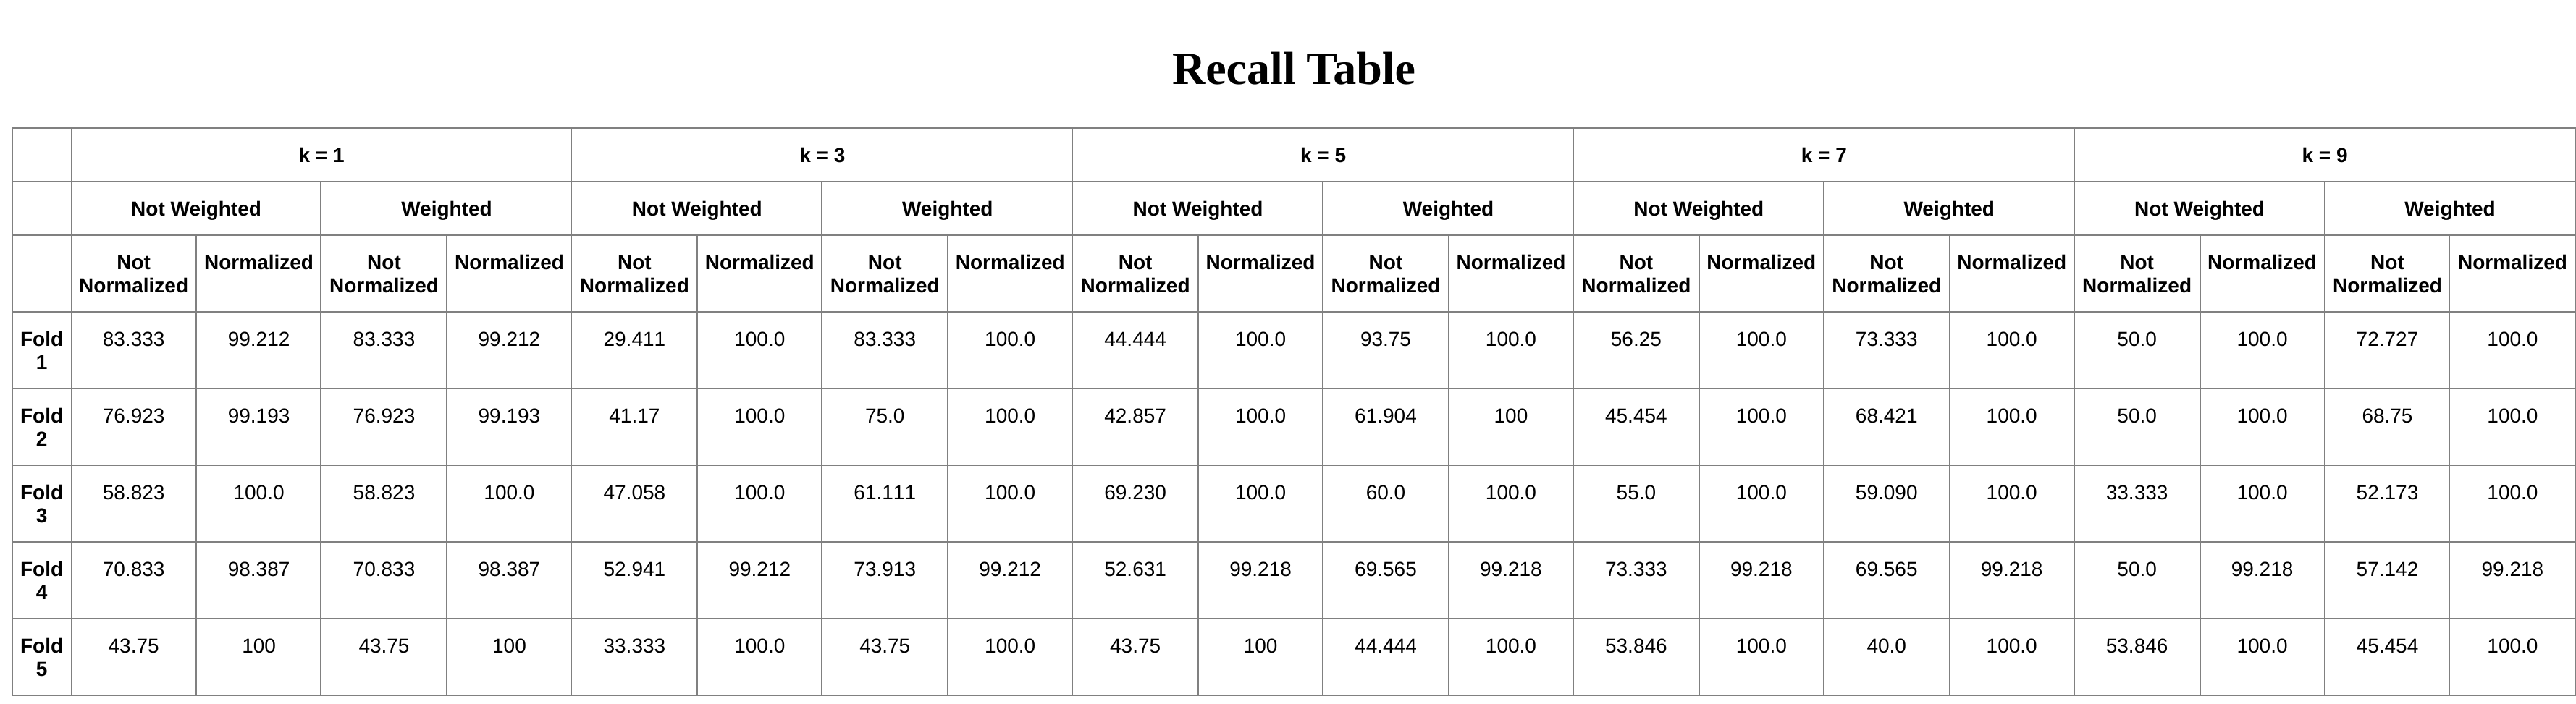 Recall Table
k = 1 k = 3 k = 5 k = 7 k = 9
Not Weighted Weighted Not Weighted Weighted Not Weighted Weighted Not Weighted Weighted Not Weighted Weighted
Not Normalized Normalized Not Normalized Normalized Not Normalized Normalized Not Normalized Normalized Not Normalized Normalized Not Normalized Normalized Not Normalized Normalized Not Normalized Normalized Not Normalized Normalized Not Normalized Normalized
Fold 1 83.333 99.212 83.333 99.212 29.411 100.0 83.333 100.0 44.444 100.0 93.75 100.0 56.25 100.0 73.333 100.0 50.0 100.0 72.727 100.0
Fold 2 76.923 99.193 76.923 99.193 41.17 100.0 75.0 100.0 42.857 100.0 61.904 100 45.454 100.0 68.421 100.0 50.0 100.0 68.75 100.0
Fold 3 58.823 100.0 58.823 100.0 47.058 100.0 61.111 100.0 69.230 100.0 60.0 100.0 55.0 100.0 59.090 100.0 33.333 100.0 52.173 100.0
Fold 4 70.833 98.387 70.833 98.387 52.941 99.212 73.913 99.212 52.631 99.218 69.565 99.218 73.333 99.218 69.565 99.218 50.0 99.218 57.142 99.218
Fold 5 43.75 100 43.75 100 33.333 100.0 43.75 100.0 43.75 100 44.444 100.0 53.846 100.0 40.0 100.0 53.846 100.0 45.454 100.0